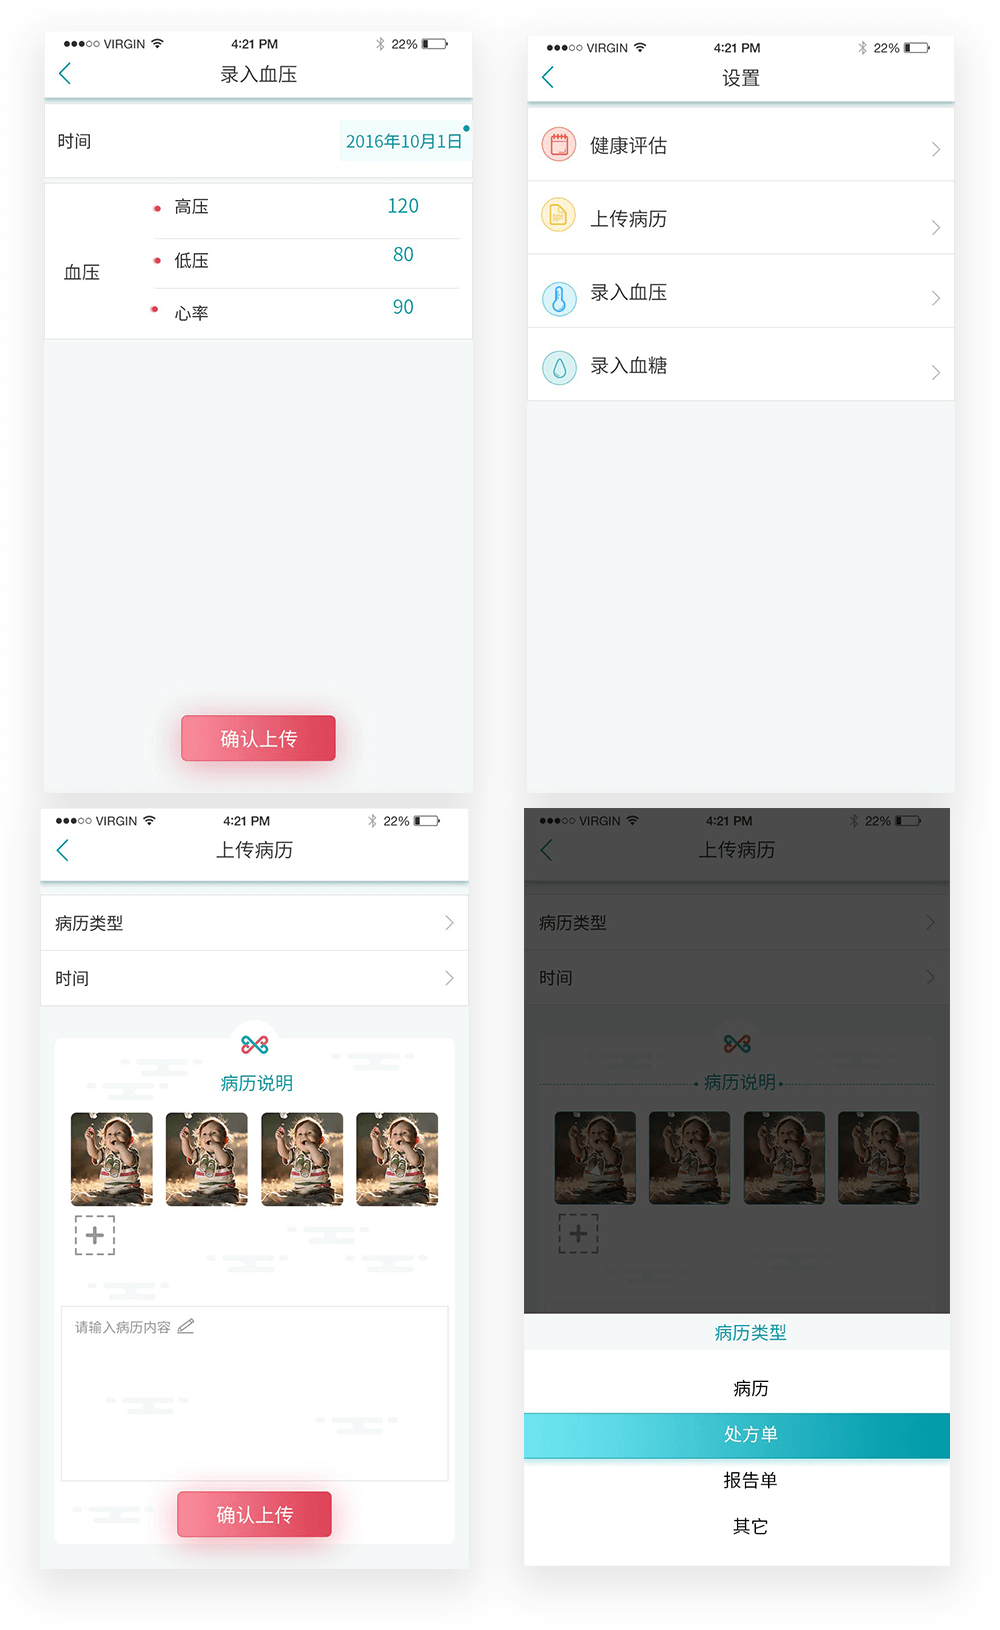 VIRGIN 4:21 PM 22%
录入血压
时间 2016年10月1日
血压
高压 120
低压 80
心率 90
确认上传
VIRGIN 4:21 PM 22%
设置
健康评估
上传病历
录入血压
录入血糖
VIRGIN 4:21 PM 22%
上传病历
病历类型
时间
病历说明
请输入病历内容
确认上传
VIRGIN 4:21 PM 22%
上传病历
病历类型
时间
病历说明
病历类型
病历
处方单
报告单
其它